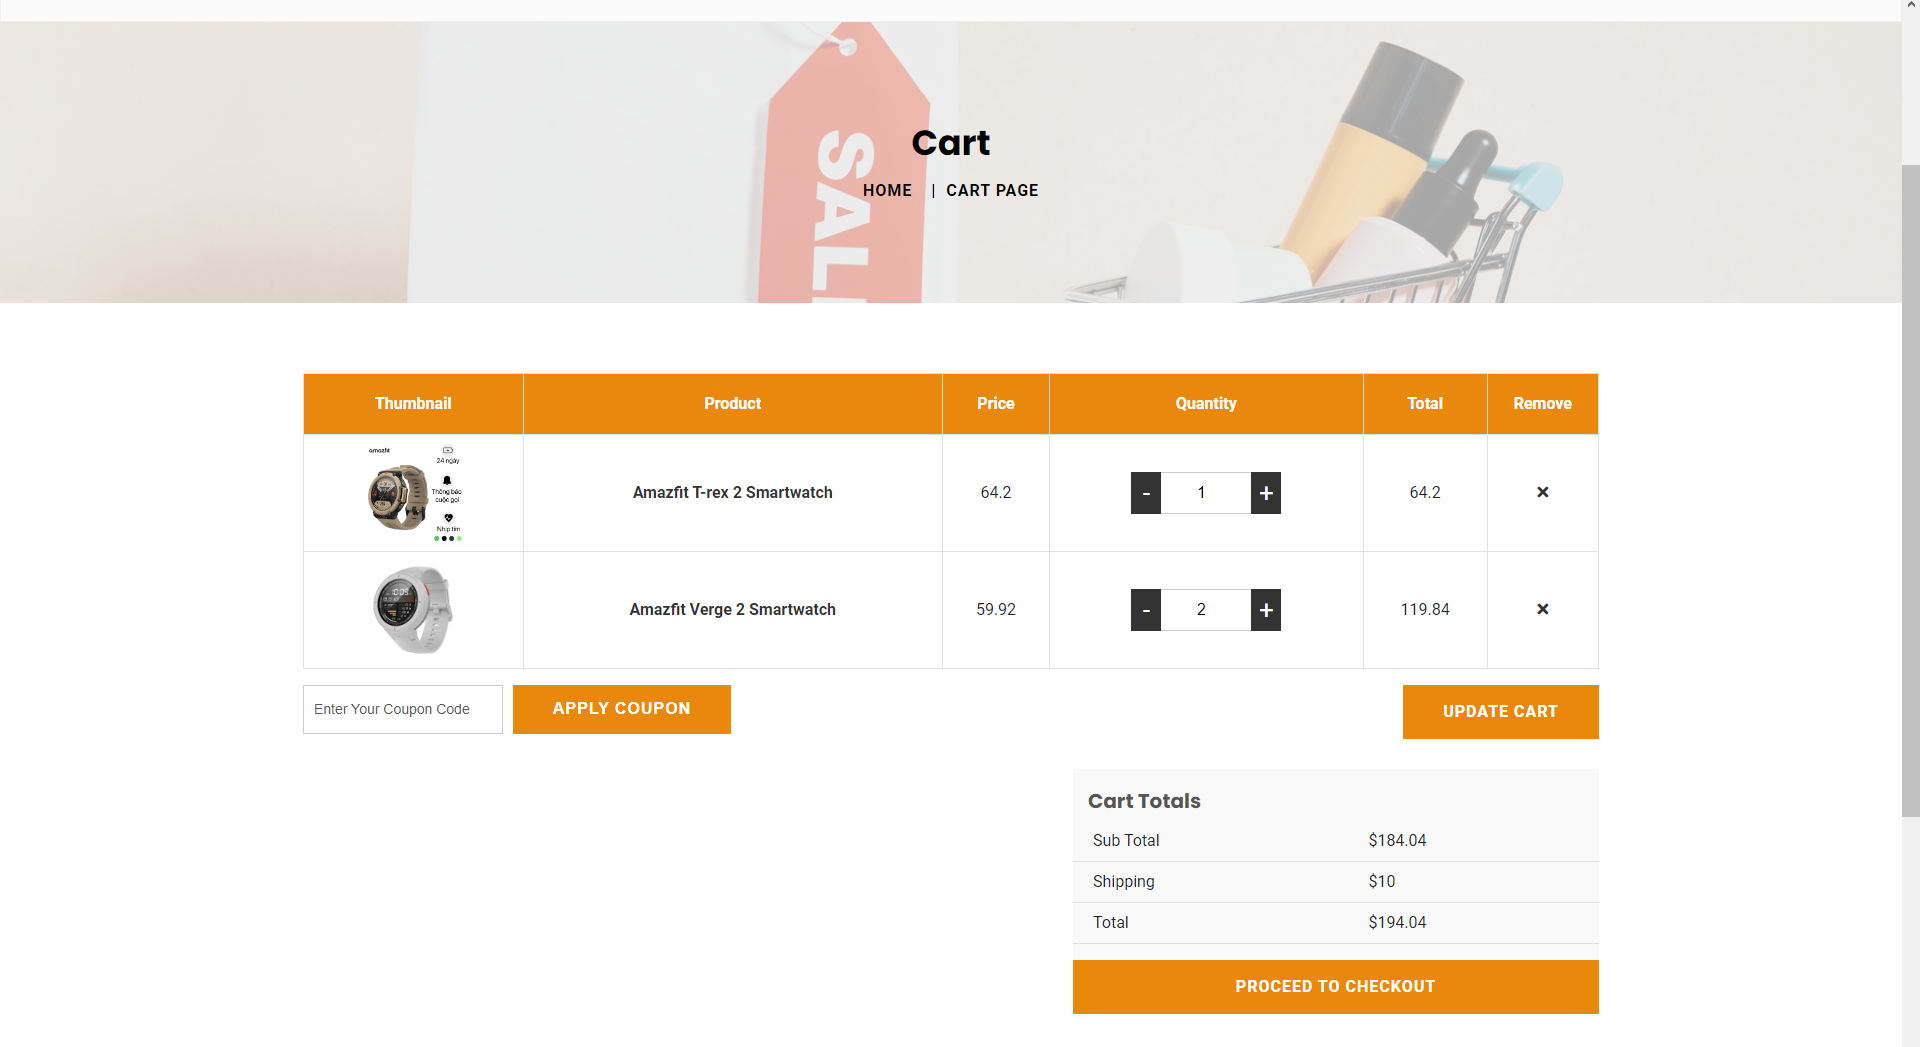 SALE
Cart
HOME | CART PAGE
Thumbnail Product Price Quantity Total Remove
amazfit
24 ngày
Thông báo
cuộc gọi
Nhịp tim
Amazfit T-rex 2 Smartwatch 64.2 - 1 + 64.2 ×
10:09
Amazfit Verge 2 Smartwatch 59.92 - 2 + 119.84 ×
Enter Your Coupon Code APPLY COUPON UPDATE CART
Cart Totals
Sub Total $184.04
Shipping $10
Total $194.04
PROCEED TO CHECKOUT